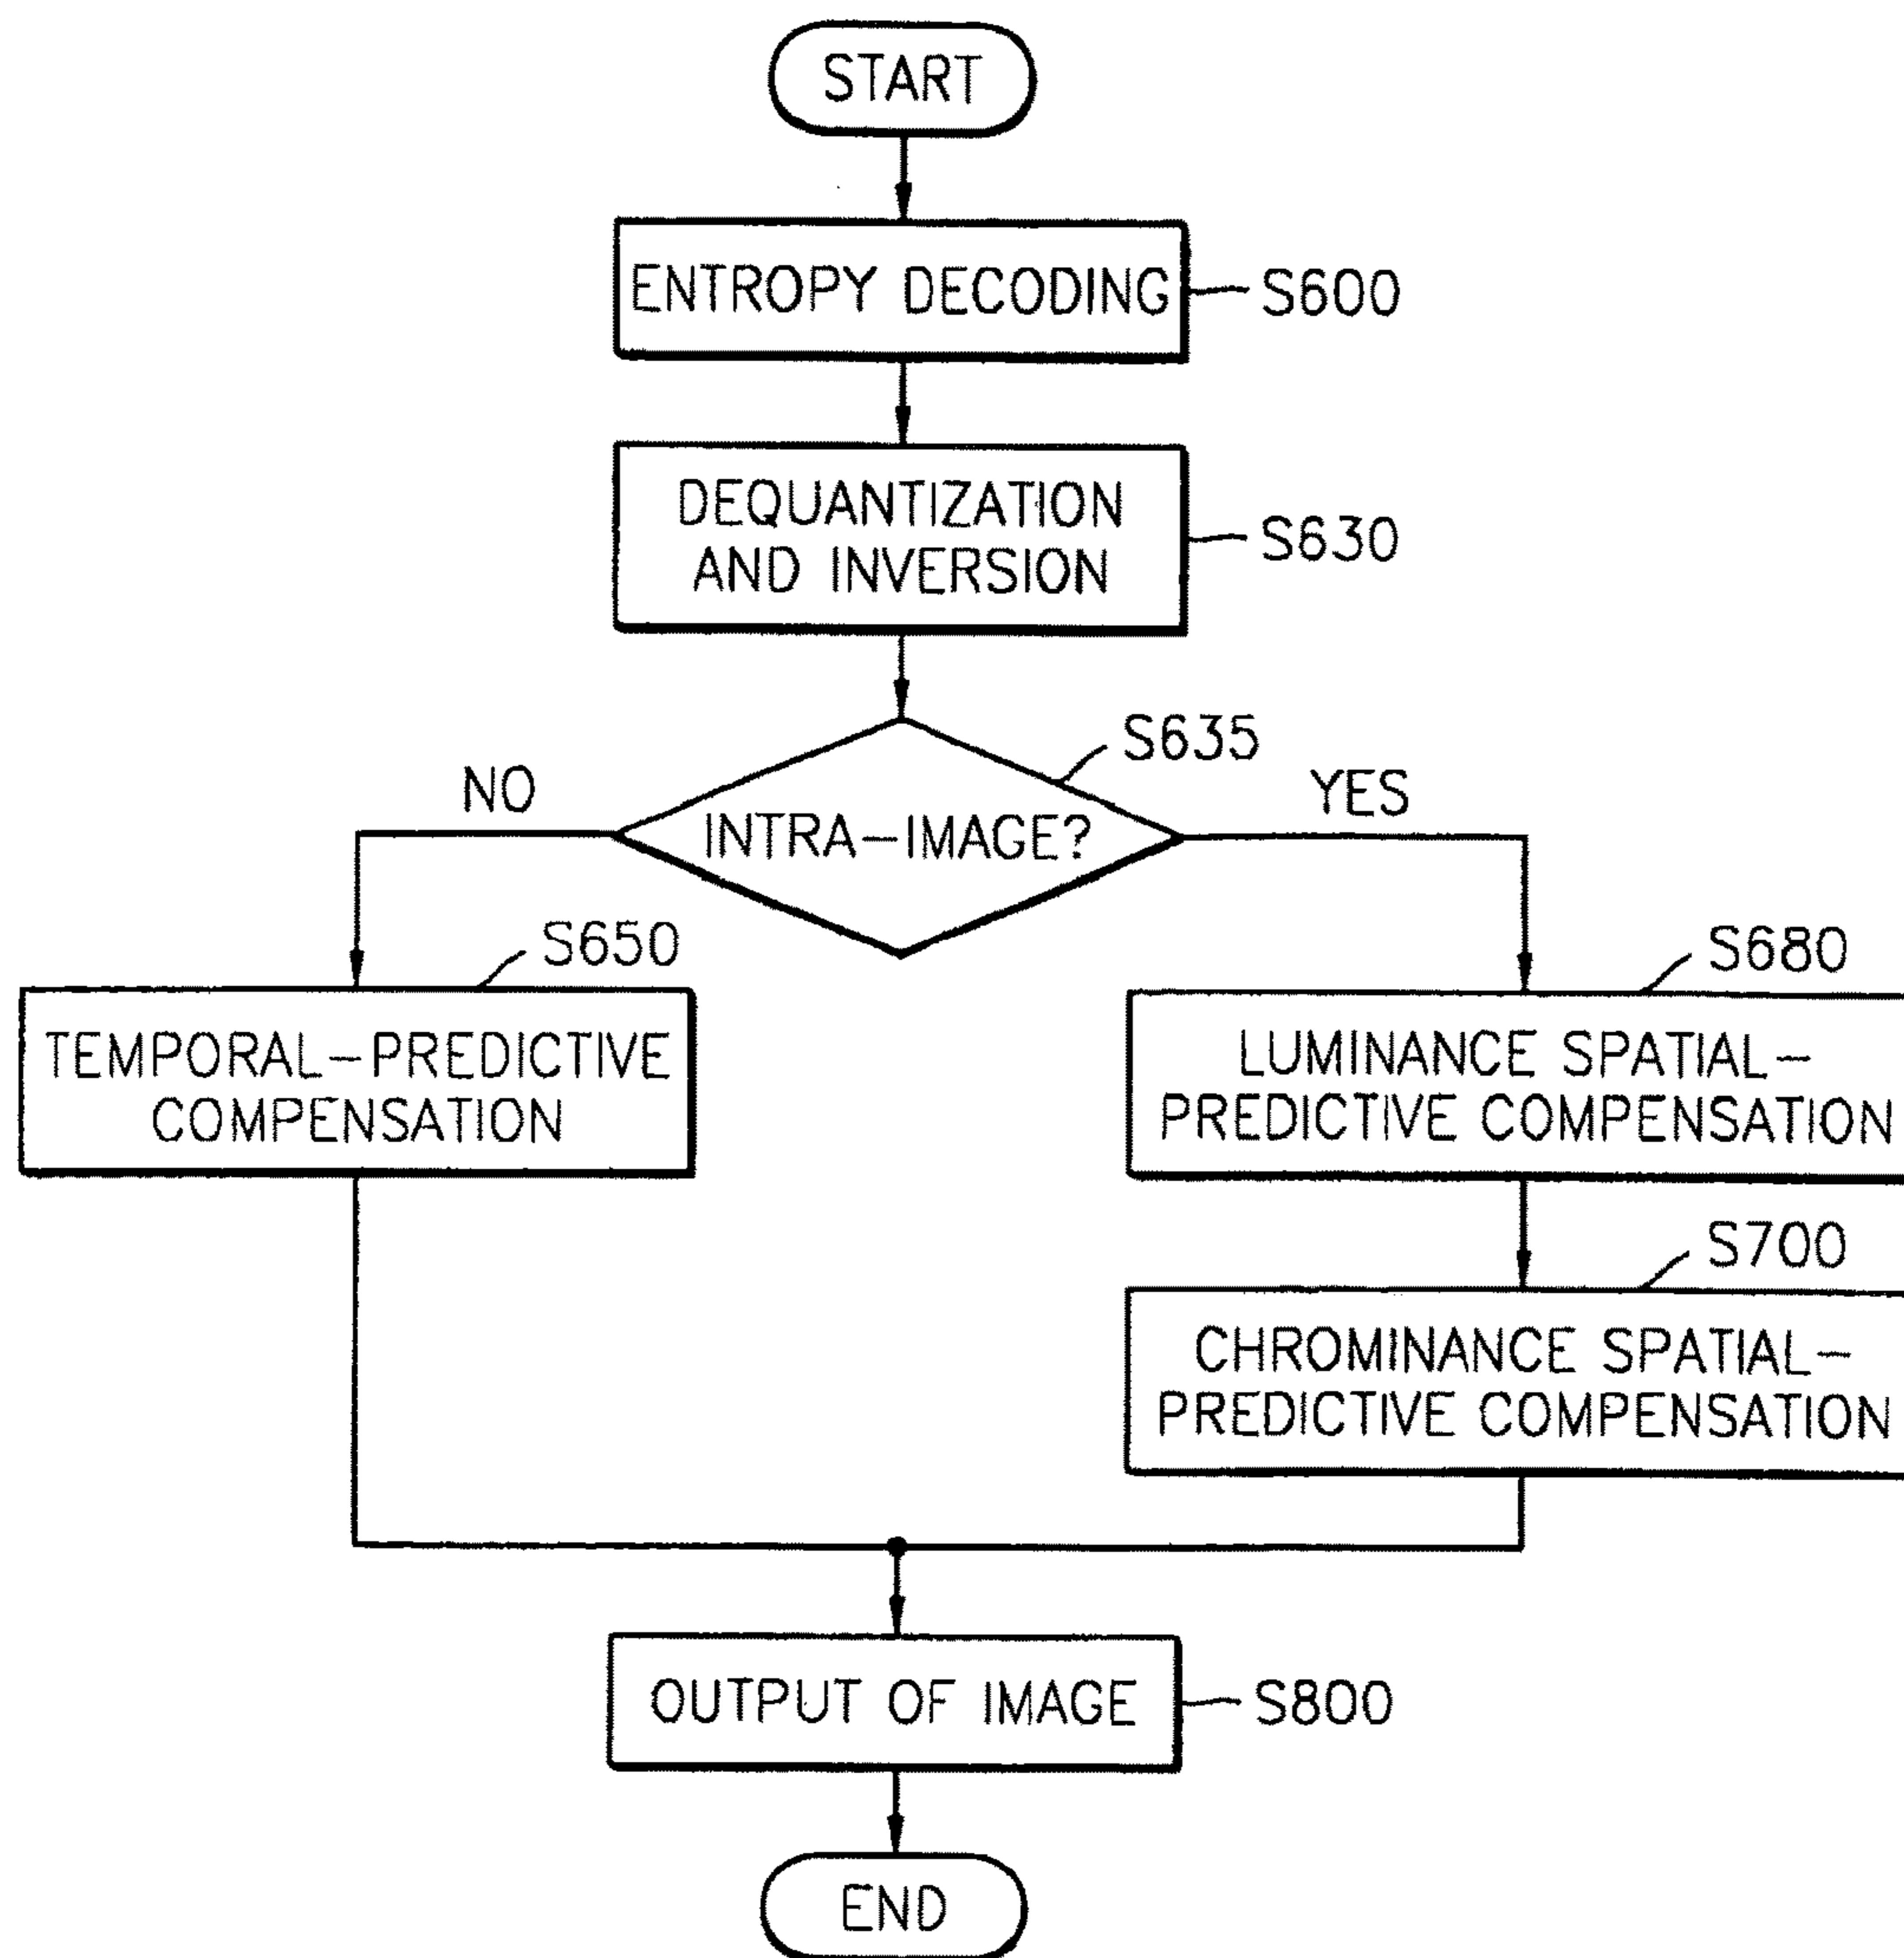 START
ENTROPY DECODING
S600
DEQUANTIZATION
AND INVERSION
S630
S635
NO
INTRA-IMAGE?
YES
S650
TEMPORAL-PREDICTIVE
COMPENSATION
S680
LUMINANCE SPATIAL-
PREDICTIVE COMPENSATION
S700
CHROMINANCE SPATIAL-
PREDICTIVE COMPENSATION
OUTPUT OF IMAGE
S800
END